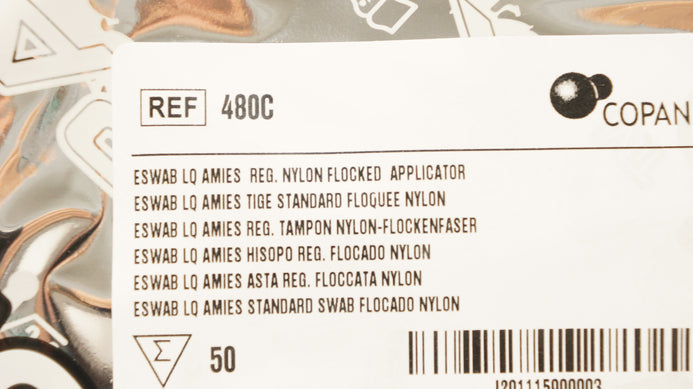 REF 480C
COPAN
ESWAB LQ AMIES REG. NYLON FLOCKED APPLICATOR
ESWAB LQ AMIES TIGE STANDARD FLOQUEE NYLON
ESWAB LQ AMIES REG. TAMPON NYLON-FLOCKENFASER
ESWAB LQ AMIES HISOPO REG. FLOCADO NYLON
ESWAB LQ AMIES ASTA REG. FLOCCATA NYLON
ESWAB LQ AMIES STANDARD SWAB FLOCADO NYLON
Σ 50